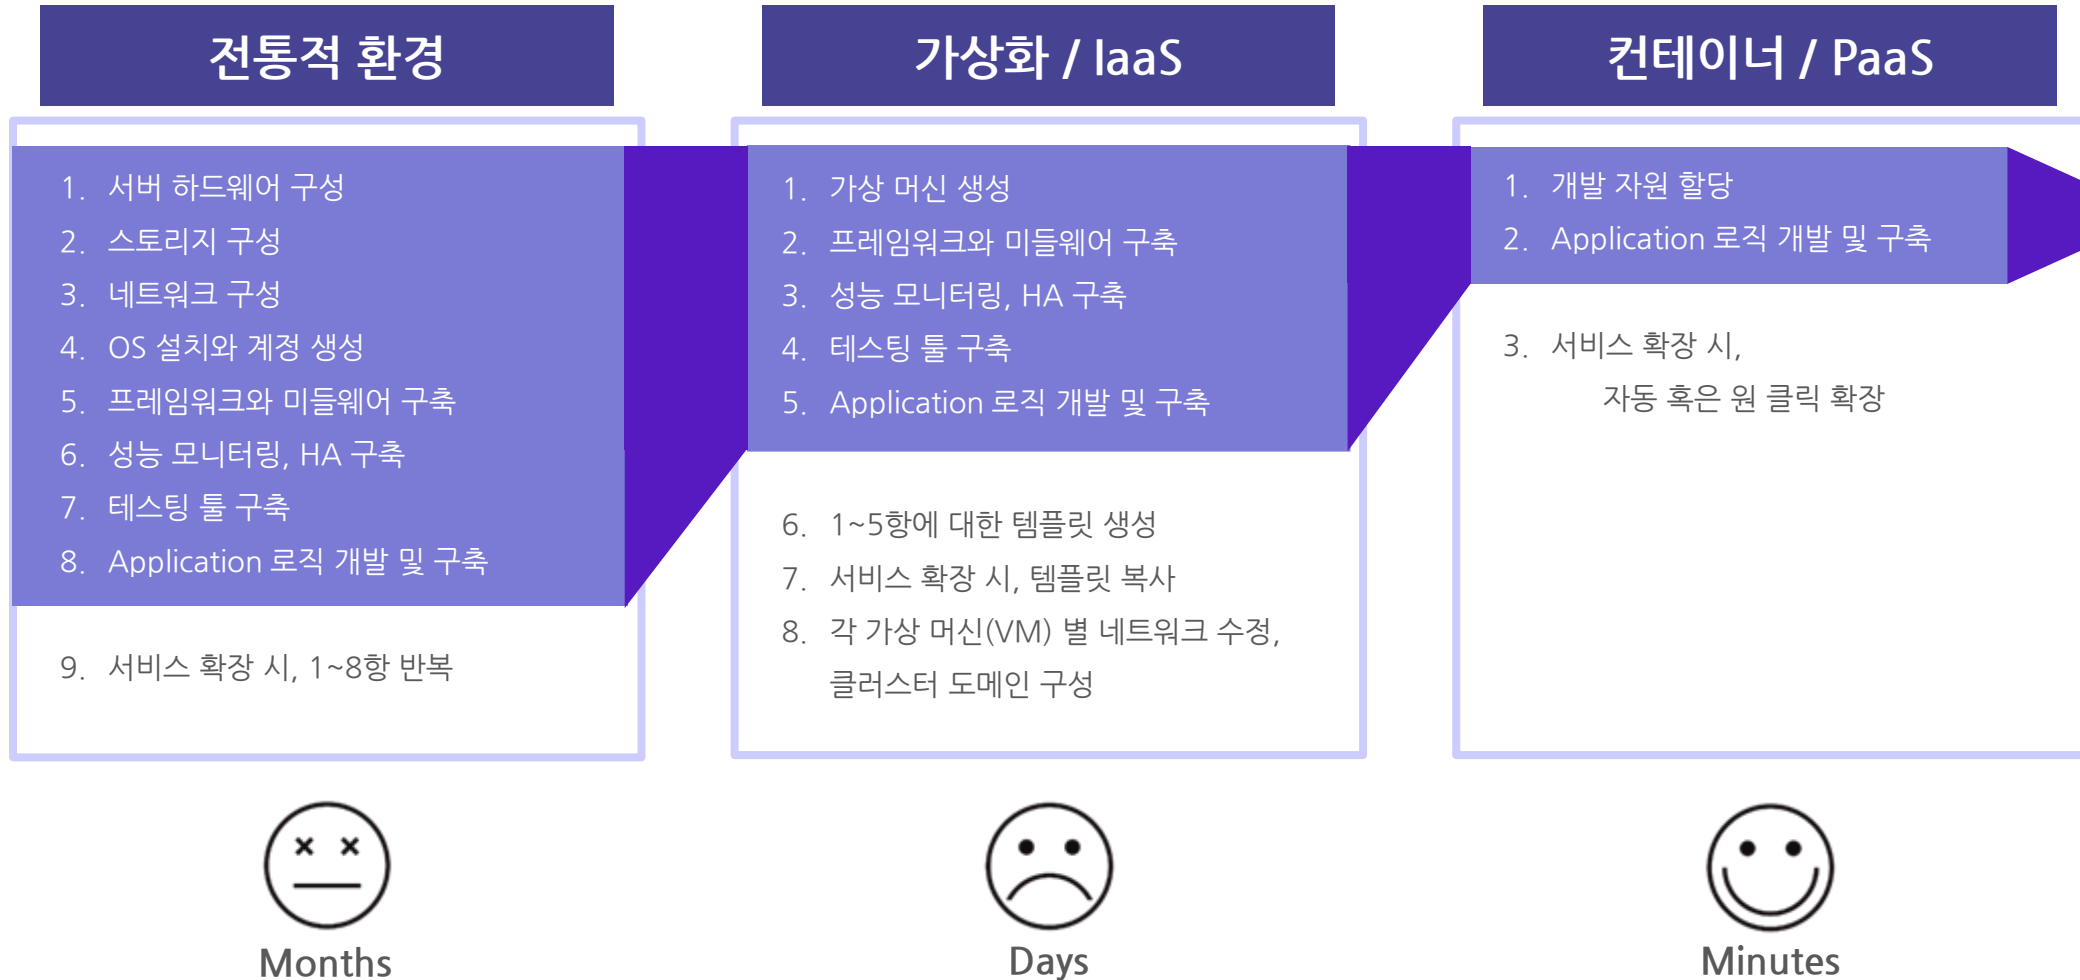 전통적 환경
1. 서버 하드웨어 구성
2. 스토리지 구성
3. 네트워크 구성
4. OS 설치와 계정 생성
5. 프레임워크와 미들웨어 구축
6. 성능 모니터링, HA 구축
7. 테스팅 툴 구축
8. Application 로직 개발 및 구축
9. 서비스 확장 시, 1~8항 반복
Months
가상화 / IaaS
1. 가상 머신 생성
2. 프레임워크와 미들웨어 구축
3. 성능 모니터링, HA 구축
4. 테스팅 툴 구축
5. Application 로직 개발 및 구축
6. 1~5항에 대한 템플릿 생성
7. 서비스 확장 시, 템플릿 복사
8. 각 가상 머신(VM) 별 네트워크 수정,
클러스터 도메인 구성
Days
컨테이너 / PaaS
1. 개발 자원 할당
2. Application 로직 개발 및 구축
3. 서비스 확장 시,
자동 혹은 원 클릭 확장
Minutes